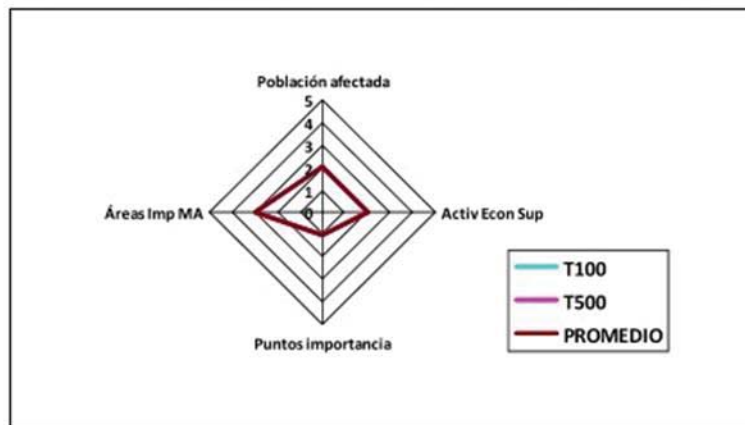 Población afectada
5
4
3
2
1
0
Áreas Imp MA
Activ Econ Sup
Puntos importancia
T100
T500
PROMEDIO